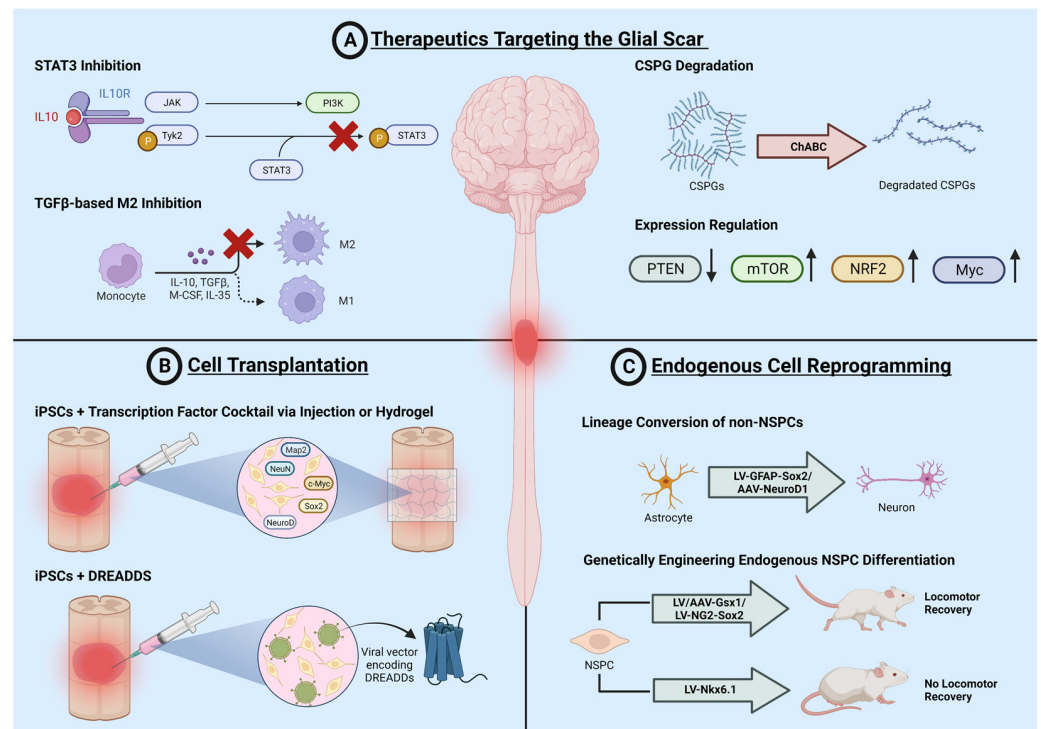 A Therapeutics Targeting the Glial Scar
STAT3 Inhibition
IL10R
IL10
JAK
PI3K
P
Tyk2
P
STAT3
STAT3
TGFβ-based M2 Inhibition
Monocyte
IL-10, TGFβ,
M-CSF, IL-35
M2
M1
CSPG Degradation
CSPGs
ChABC
Degraded CSPGs
Expression Regulation
PTEN
mTOR
NRF2
Myc
B Cell Transplantation
iPSCs + Transcription Factor Cocktail via Injection or Hydrogel
Map2
NeuN
c-Myc
Sox2
NeuroD
iPSCs + DREADDS
Viral vector
encoding
DREADDs
C Endogenous Cell Reprogramming
Lineage Conversion of non-NSPCs
Astrocyte
LV-GFAP-Sox2/
AAV-NeuroD1
Neuron
Genetically Engineering Endogenous NSPC Differentiation
NSPC
LV/AAV-Gsx1/
LV-NG2-Sox2
Locomotor
Recovery
LV-Nkx6.1
No Locomotor
Recovery